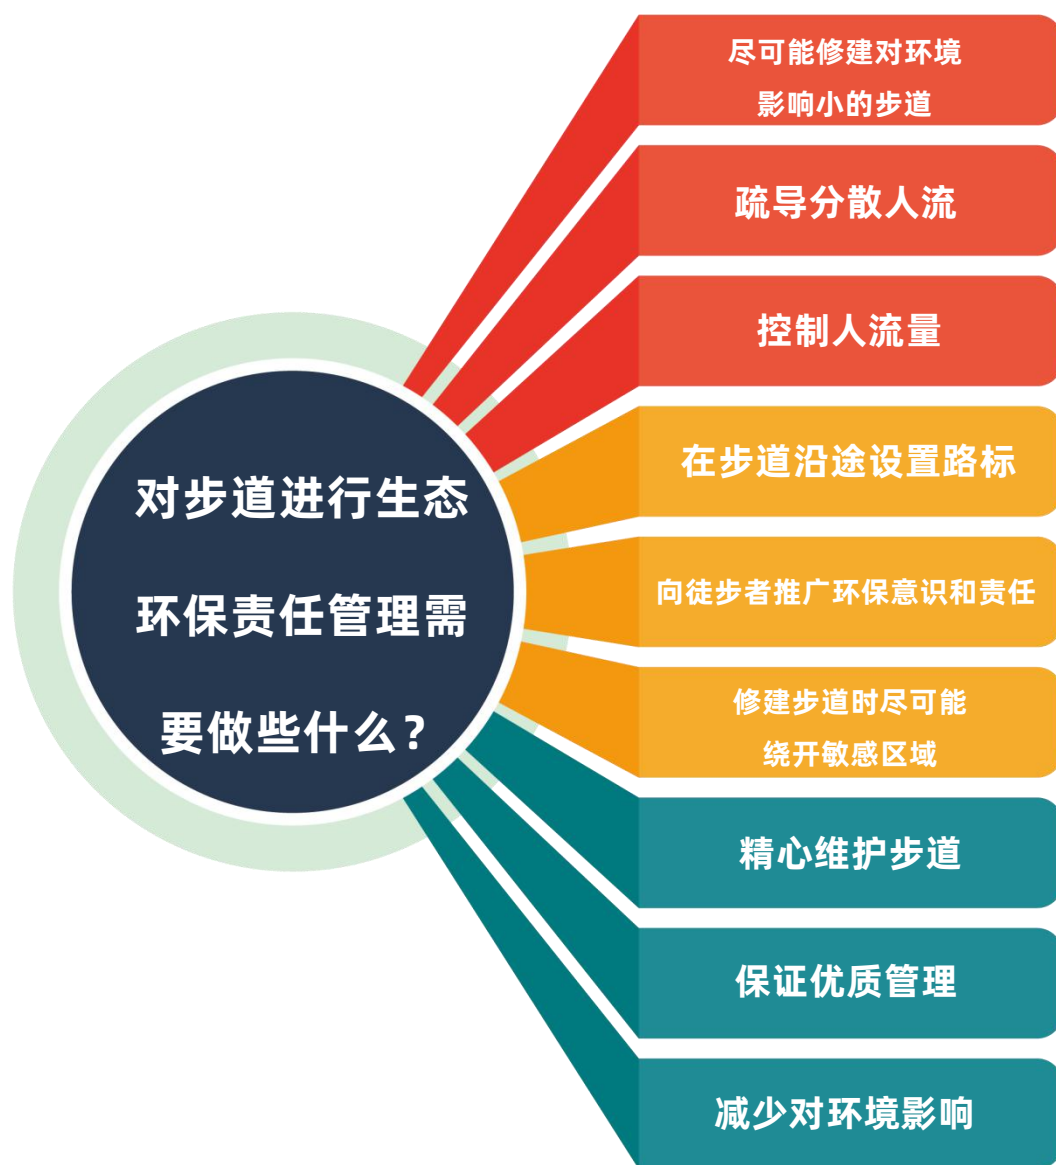 对步道进行生态
环保责任管理需
要做些什么？
尽可能修建对环境
影响小的步道
疏导分散人流
控制人流量
在步道沿途设置路标
向徒步者推广环保意识和责任
修建步道时尽可能
绕开敏感区域
精心维护步道
保证优质管理
减少对环境影响